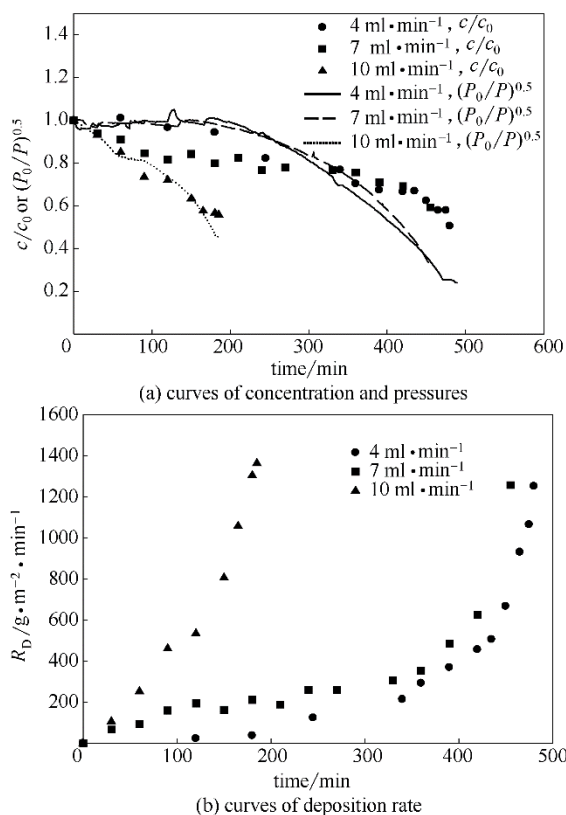 c/c₀ or (P₀/P)⁰·⁵
1.4
1.2
1.0
0.8
0.6
0.4
0.2
4 ml•min⁻¹, c/c₀
7 ml•min⁻¹, c/c₀
10 ml•min⁻¹, c/c₀
4 ml•min⁻¹, (P₀/P)⁰·⁵
7 ml•min⁻¹, (P₀/P)⁰·⁵
10 ml•min⁻¹, (P₀/P)⁰·⁵
0 100 200 300 400 500 600
time/min
(a) curves of concentration and pressures
R_D/g•m⁻²•min⁻¹
1600
1400
1200
1000
800
600
400
200
4 ml•min⁻¹
7 ml•min⁻¹
10 ml•min⁻¹
0 100 200 300 400 500
time/min
(b) curves of deposition rate